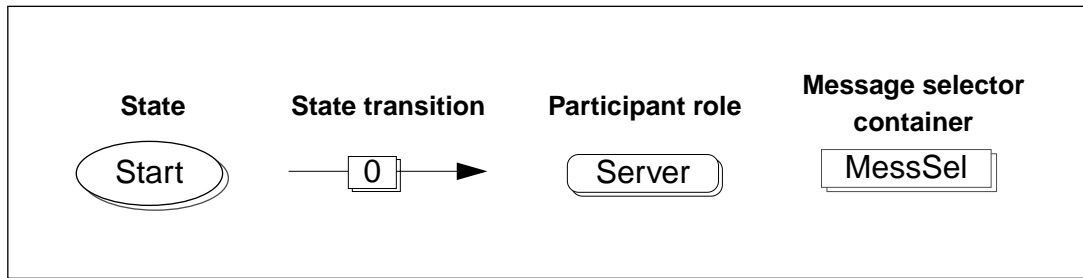 State
Start
State transition
0
Participant role
Server
Message selector
container
MessSel